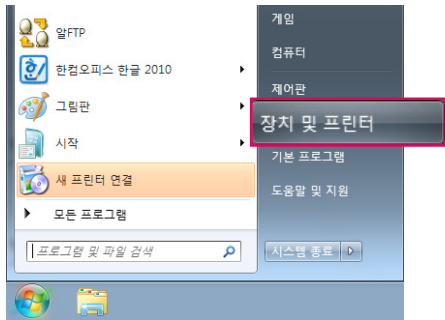 알FTP
한컴오피스 한글 2010
그림판
시작
새 프린터 연결
모든 프로그램
프로그램 및 파일 검색
게임
컴퓨터
제어판
장치 및 프린터
기본 프로그램
도움말 및 지원
시스템 종료